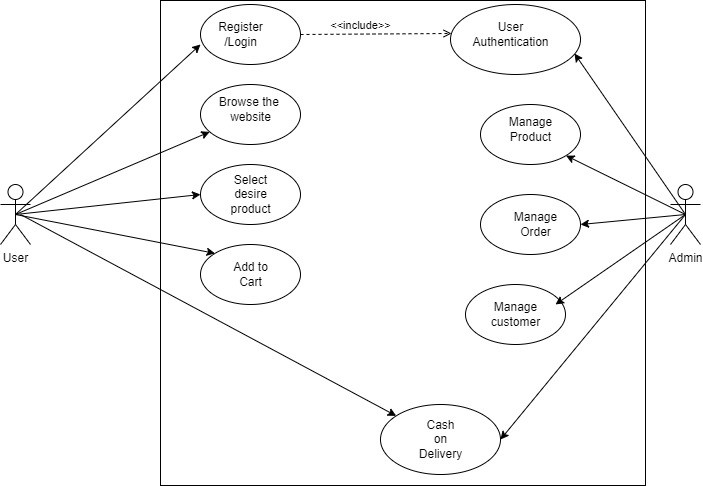 Register
/Login
<<include>>
User
Authentication
Browse the
website
Manage
Product
Select
desire
product
User
Manage
Order
Admin
Add to
Cart
Manage
customer
Cash
on
Delivery